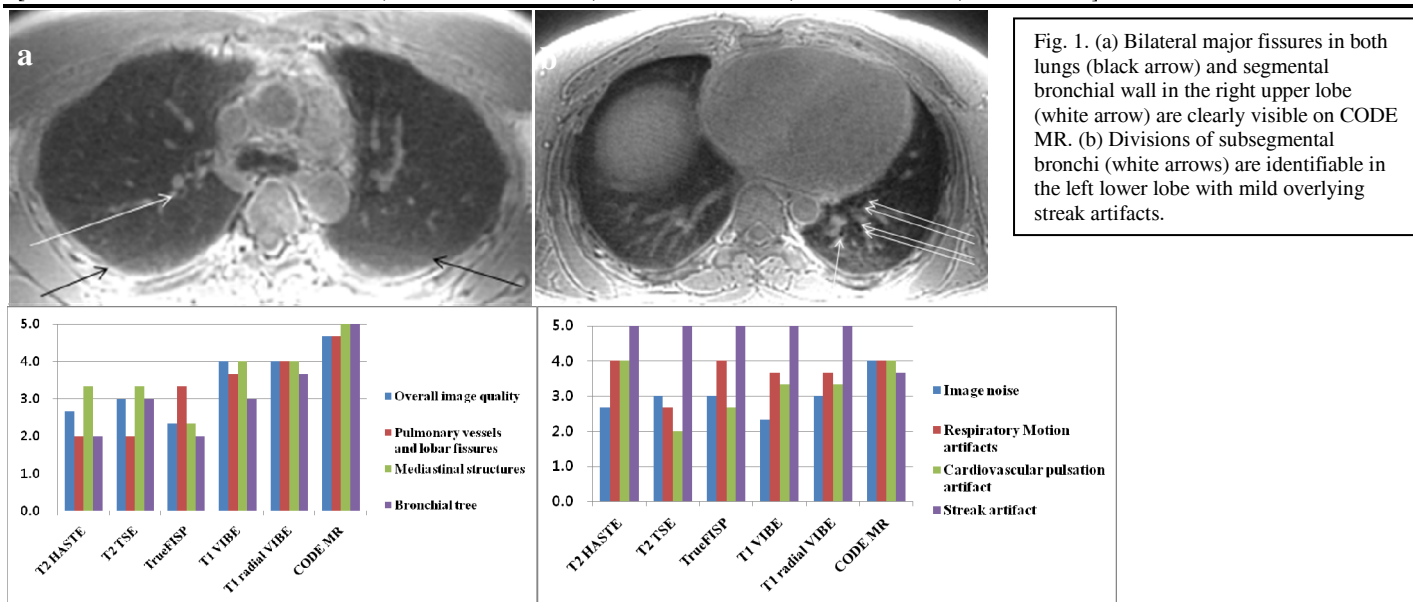 a
b
Fig. 1. (a) Bilateral major fissures in both
lungs (black arrow) and segmental
bronchial wall in the right upper lobe
(white arrow) are clearly visible on CODE
MR. (b) Divisions of subsegmental
bronchi (white arrows) are identifiable in
the left lower lobe with mild overlying
streak artifacts.
5.0
4.0
3.0
2.0
1.0
0.0
T2 HASTE
T2 TSE
TrueFISP
T1 VIBE
T1 radial VIBE
CODE MR
Overall image quality
Pulmonary vessels
and lobar fissures
Mediastinal structures
Bronchial tree
5.0
4.0
3.0
2.0
1.0
0.0
T2 HASTE
T2 TSE
TrueFISP
T1 VIBE
T1 radial VIBE
CODE MR
Image noise
Respiratory Motion
artifacts
Cardiovascular pulsation
artifact
Streak artifact